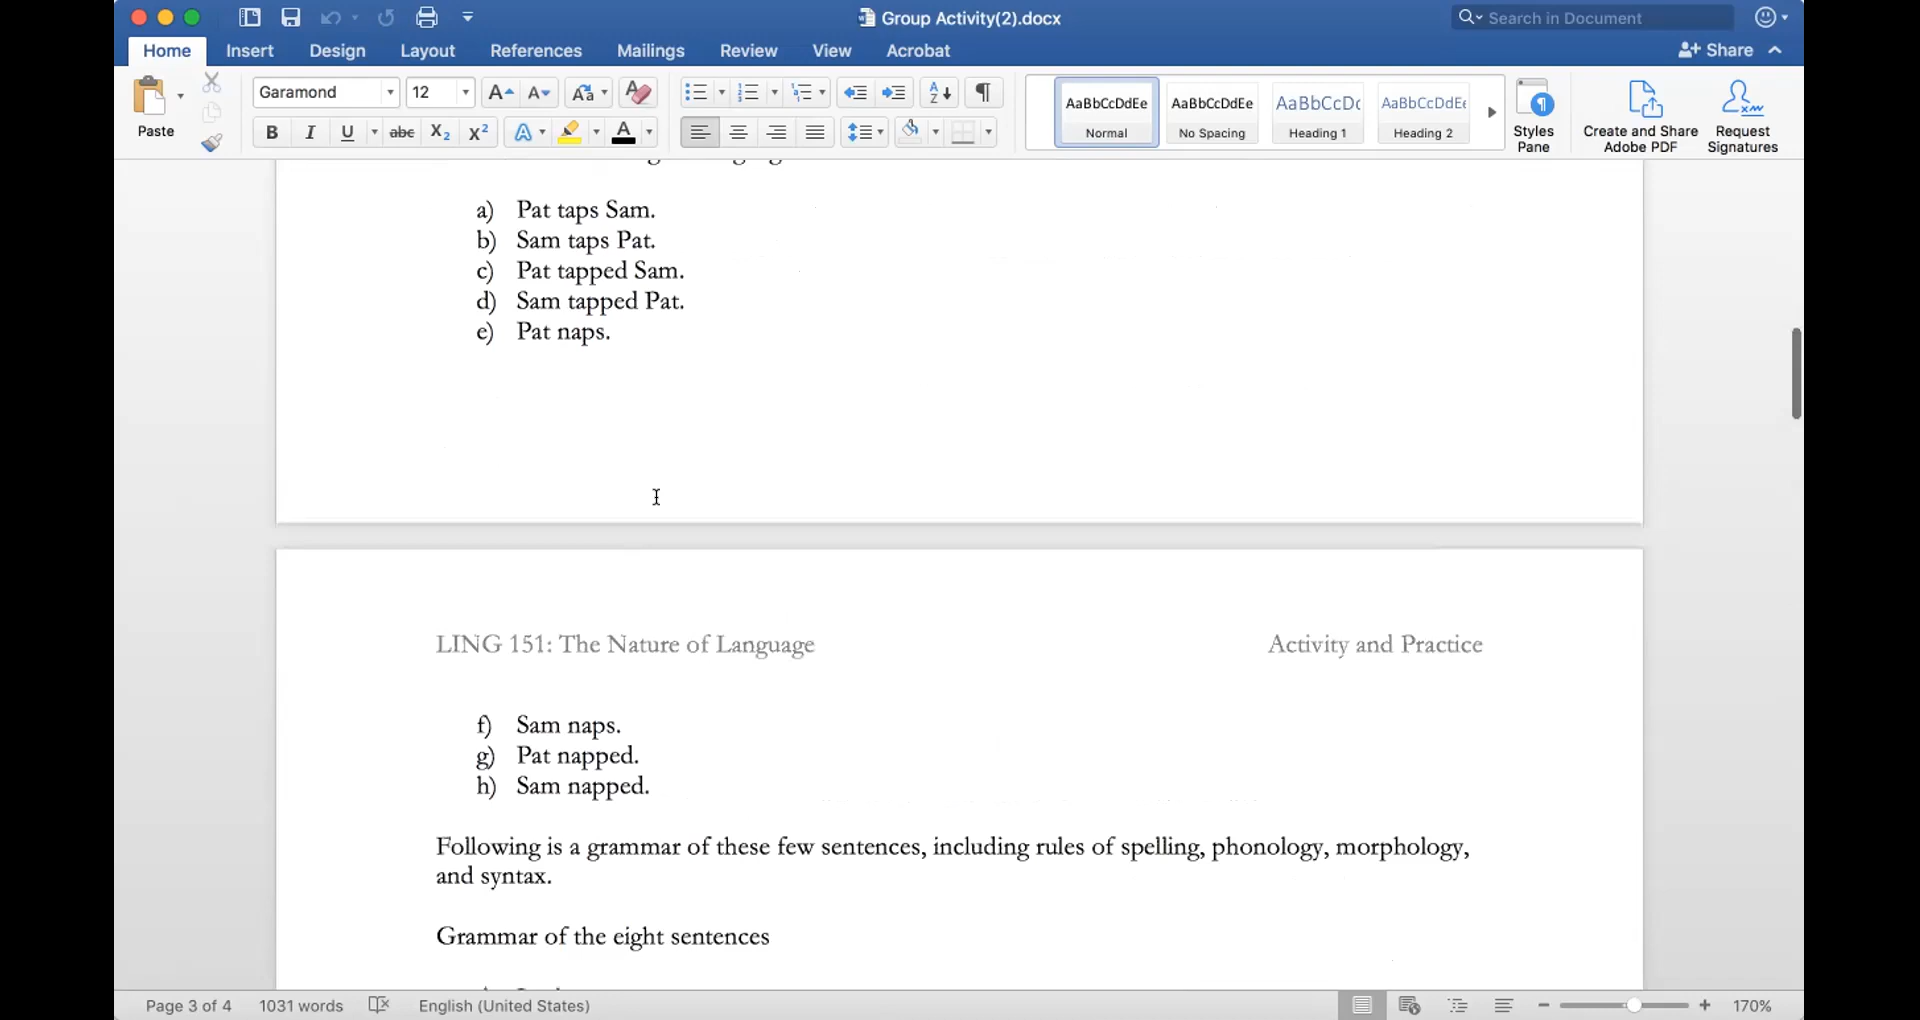 Group Activity(2).docx
Search in Document
Home Insert Design Layout References Mailings Review View Acrobat
Share
Paste
Garamond 12
AaBbCcDdEe AaBbCcDdEe AaBbCcDc AaBbCcDdEe
Normal No Spacing Heading 1 Heading 2
Styles Pane
Create and Share Adobe PDF
Request Signatures
a) Pat taps Sam.
b) Sam taps Pat.
c) Pat tapped Sam.
d) Sam tapped Pat.
e) Pat naps.
LING 151: The Nature of Language Activity and Practice
f) Sam naps.
g) Pat napped.
h) Sam napped.
Following is a grammar of these few sentences, including rules of spelling, phonology, morphology,
and syntax.
Grammar of the eight sentences
Page 3 of 4 1031 words English (United States) 170%